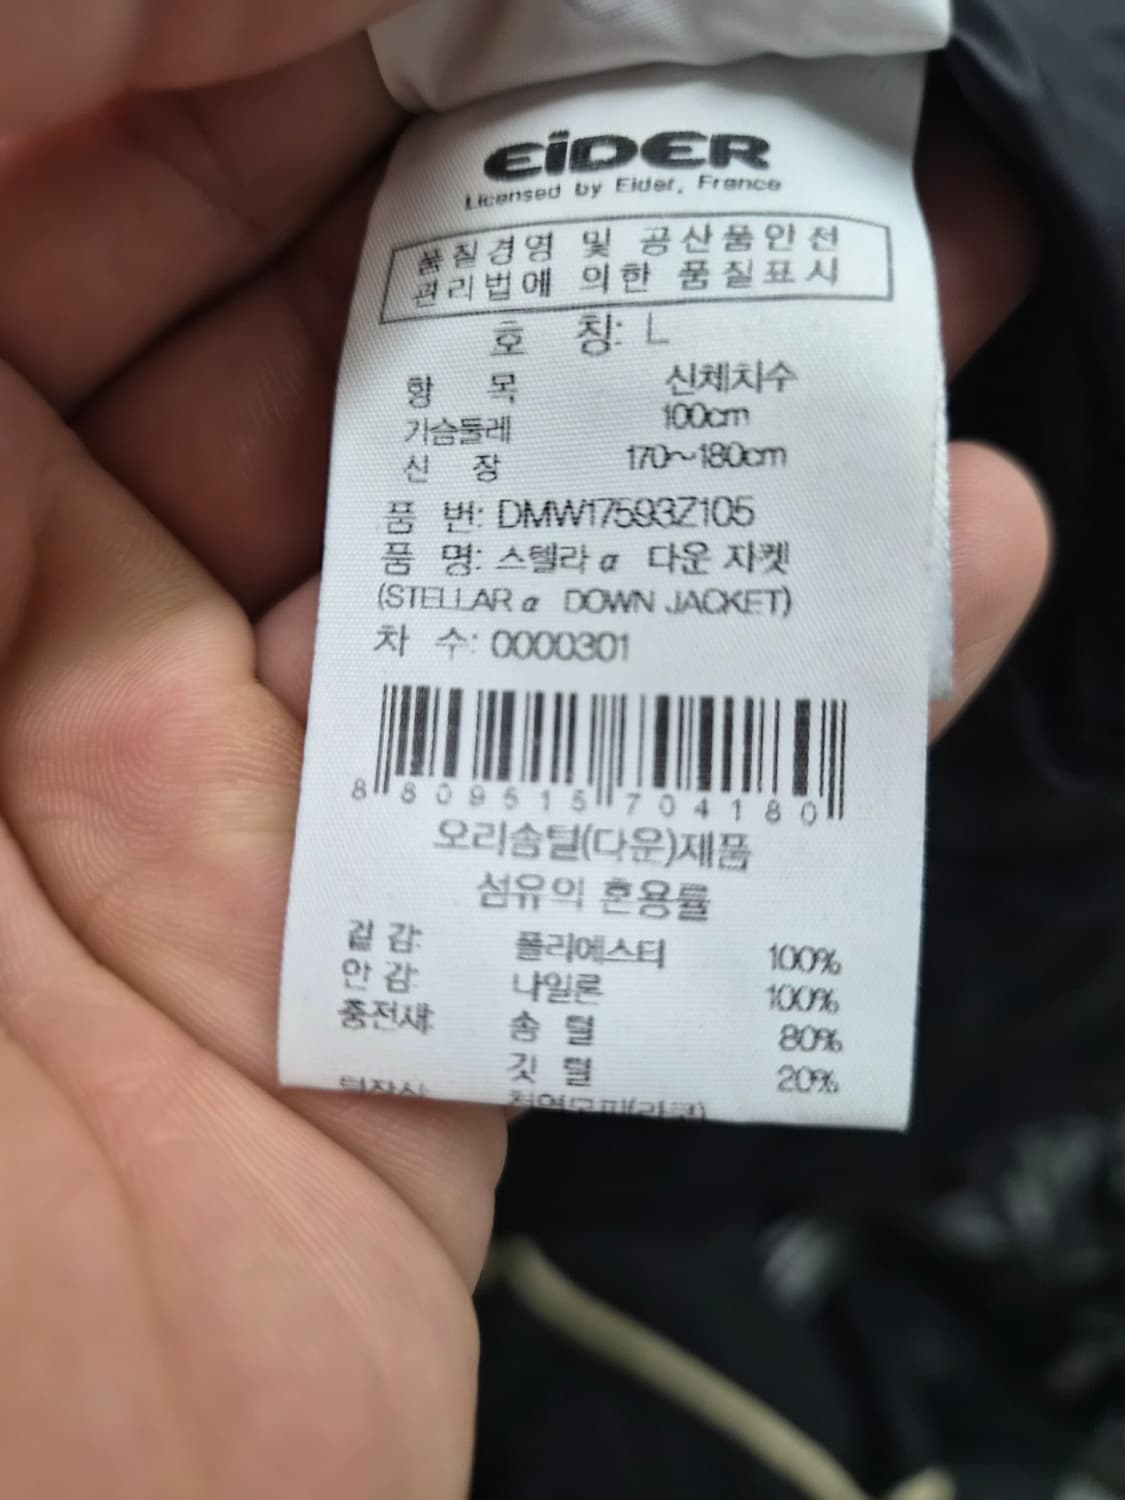 EiDER
Licensed by Eider, France
품질경영 및 공산품안전
관리법에 의한 품질표시
호 칭: L
항 목 신체치수
가슴둘레 100cm
신 장 170~180cm
품 번: DMW17593Z105
품 명: 스텔라 α 다운 자켓
(STELLAR α DOWN JACKET)
차 수: 0000301
8 809515 704180
오리솜털(다운)제품
섬유의 혼용률
겉감: 폴리에스터 100%
안감: 나일론 100%
충전재: 솜 털 80%
깃 털 20%